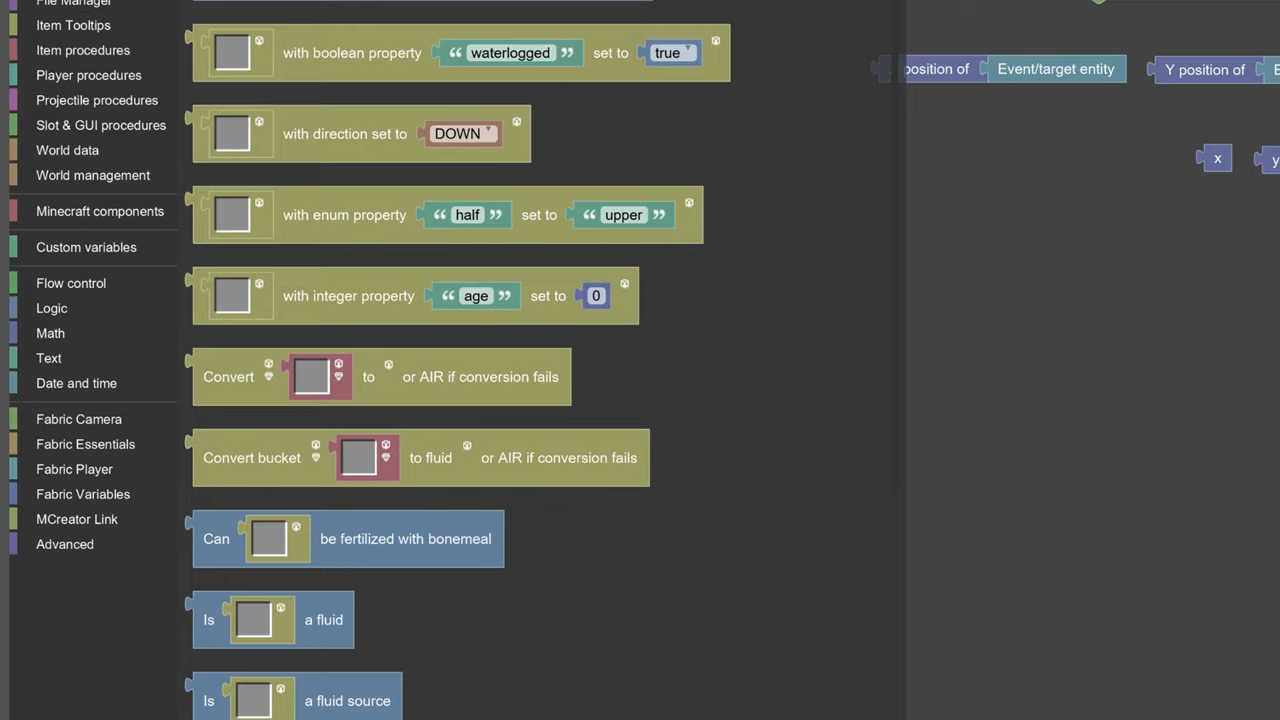 File Manager
Item Tooltips
Item procedures
Player procedures
Projectile procedures
Slot & GUI procedures
World data
World management
Minecraft components
Custom variables
Flow control
Logic
Math
Text
Date and time
Fabric Camera
Fabric Essentials
Fabric Player
Fabric Variables
MCreator Link
Advanced
with boolean property “ waterlogged ” set to true
with direction set to DOWN
with enum property “ half ” set to “ upper ”
with integer property “ age ” set to 0
Convert to or AIR if conversion fails
Convert bucket to fluid or AIR if conversion fails
Can be fertilized with bonemeal
Is a fluid
Is a fluid source
position of Event/target entity Y position of E
x y